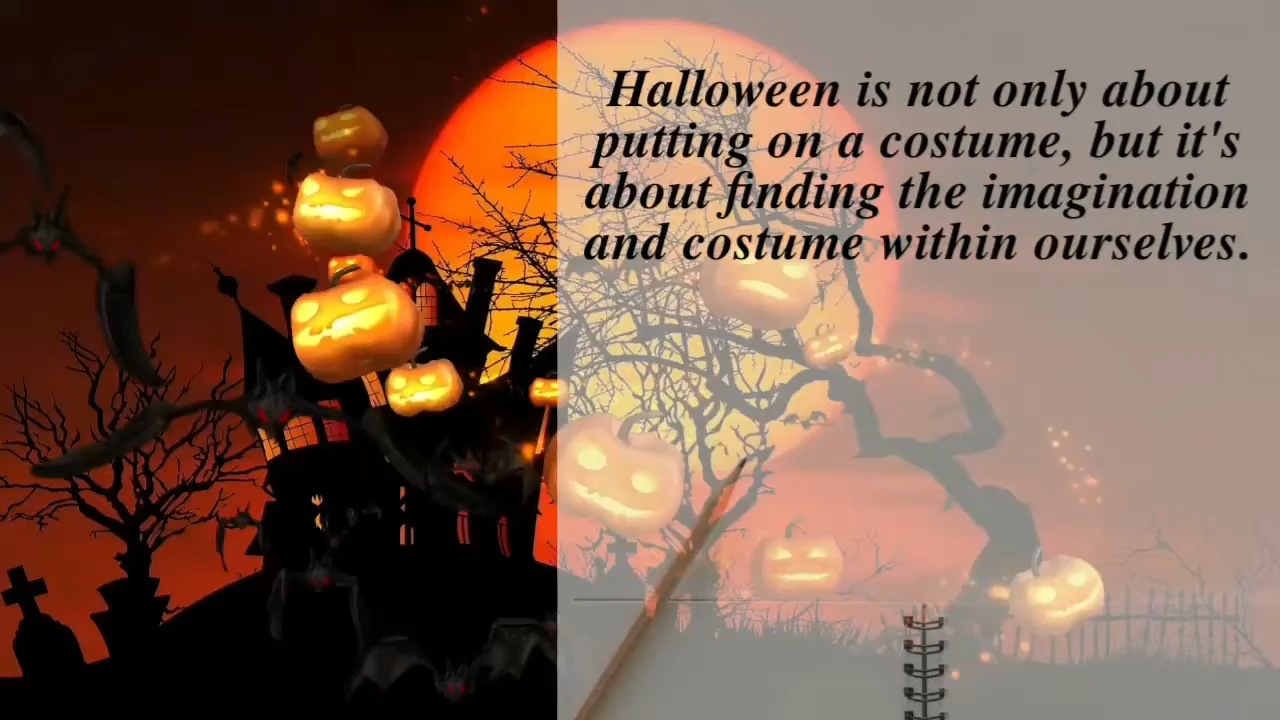 Halloween is not only about
putting on a costume, but it's
about finding the imagination
and costume within ourselves.